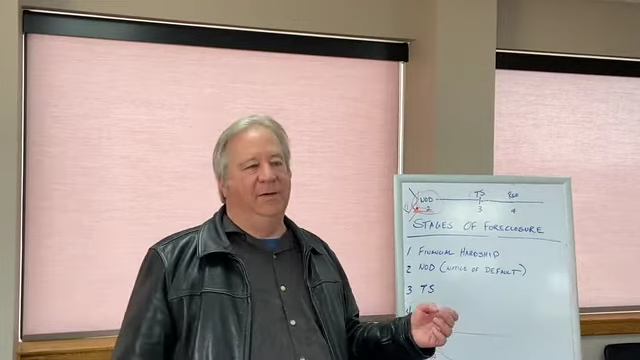 NOD TS REO
2 3 4
STAGES OF FORECLOSURE
1 FINANCIAL HARDSHIP
2 NOD (NOTICE OF DEFAULT)
3 TS
4